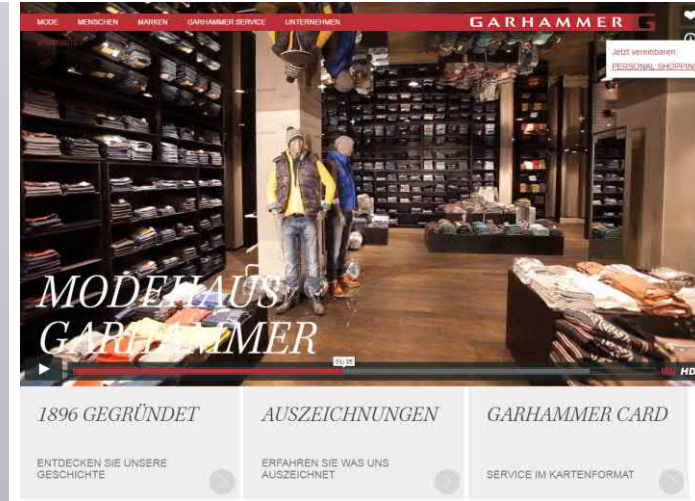 MODE MENSCHEN MARKEN GARHAMMER SERVICE UNTERNEHMEN GARHAMMER
Jetzt vereinbaren:
PERSONAL SHOPPING
MODEHAUS
GARHAMMER
01:35
HD
1896 GEGRÜNDET
ENTDECKEN SIE UNSERE
GESCHICHTE
AUSZEICHNUNGEN
ERFAHREN SIE WAS UNS
AUSZEICHNET
GARHAMMER CARD
SERVICE IM KARTENFORMAT